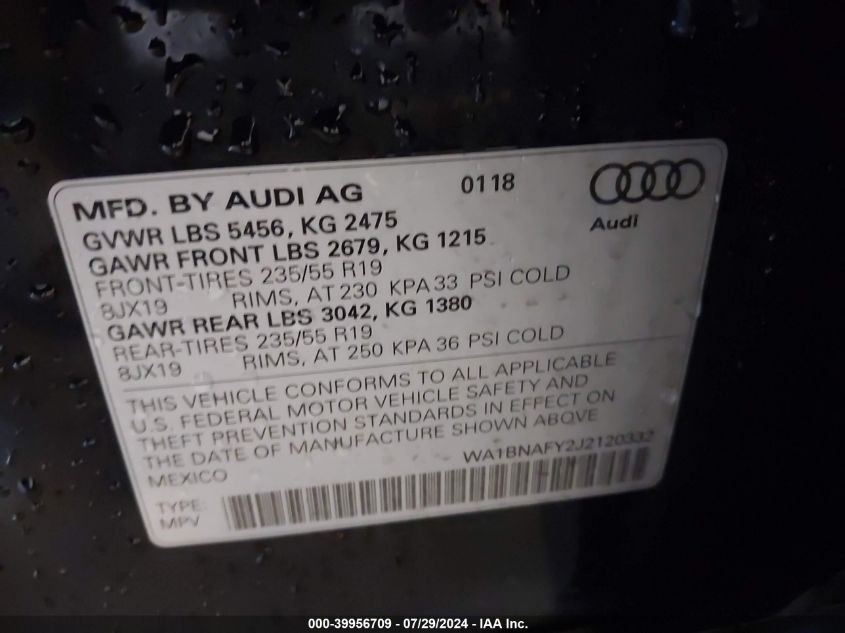 MFD. BY AUDI AG 0118
Audi
GVWR LBS 5456, KG 2475
GAWR FRONT LBS 2679, KG 1215
FRONT-TIRES 235/55 R19
8JX19 RIMS, AT 230 KPA 33 PSI COLD
GAWR REAR LBS 3042, KG 1380
REAR-TIRES 235/55 R19
8JX19 RIMS, AT 250 KPA 36 PSI COLD
THIS VEHICLE CONFORMS TO ALL APPLICABLE
U.S. FEDERAL MOTOR VEHICLE SAFETY AND
THEFT PREVENTION STANDARDS IN EFFECT ON
THE DATE OF MANUFACTURE SHOWN ABOVE
MEXICO WA1BNAFY2J2120332
TYPE:
MPV
000-39956709 - 07/29/2024 - IAA Inc.